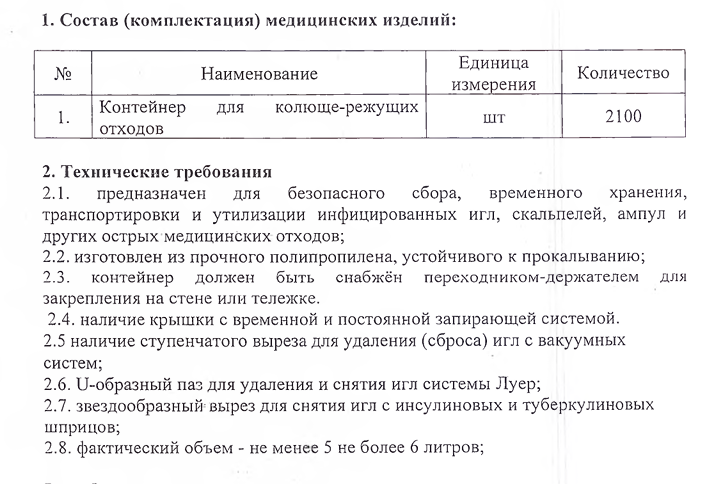 1. Состав (комплектация) медицинских изделий:
№
Наименование
Единица
измерения
Количество
1.
Контейнер для колюще-режущих
отходов
шт
2100
2. Технические требования
2.1. предназначен для безопасного сбора, временного хранения,
транспортировки и утилизации инфицированных игл, скальпелей, ампул и
других острых медицинских отходов;
2.2. изготовлен из прочного полипропилена, устойчивого к прокалыванию;
2.3. контейнер должен быть снабжён переходником-держателем для
закрепления на стене или тележке.
2.4. наличие крышки с временной и постоянной запирающей системой.
2.5 наличие ступенчатого выреза для удаления (сброса) игл с вакуумных
систем;
2.6. U-образный паз для удаления и снятия игл системы Луер;
2.7. звездообразный вырез для снятия игл с инсулиновых и туберкулиновых
шприцов;
2.8. фактический объем - не менее 5 не более 6 литров;